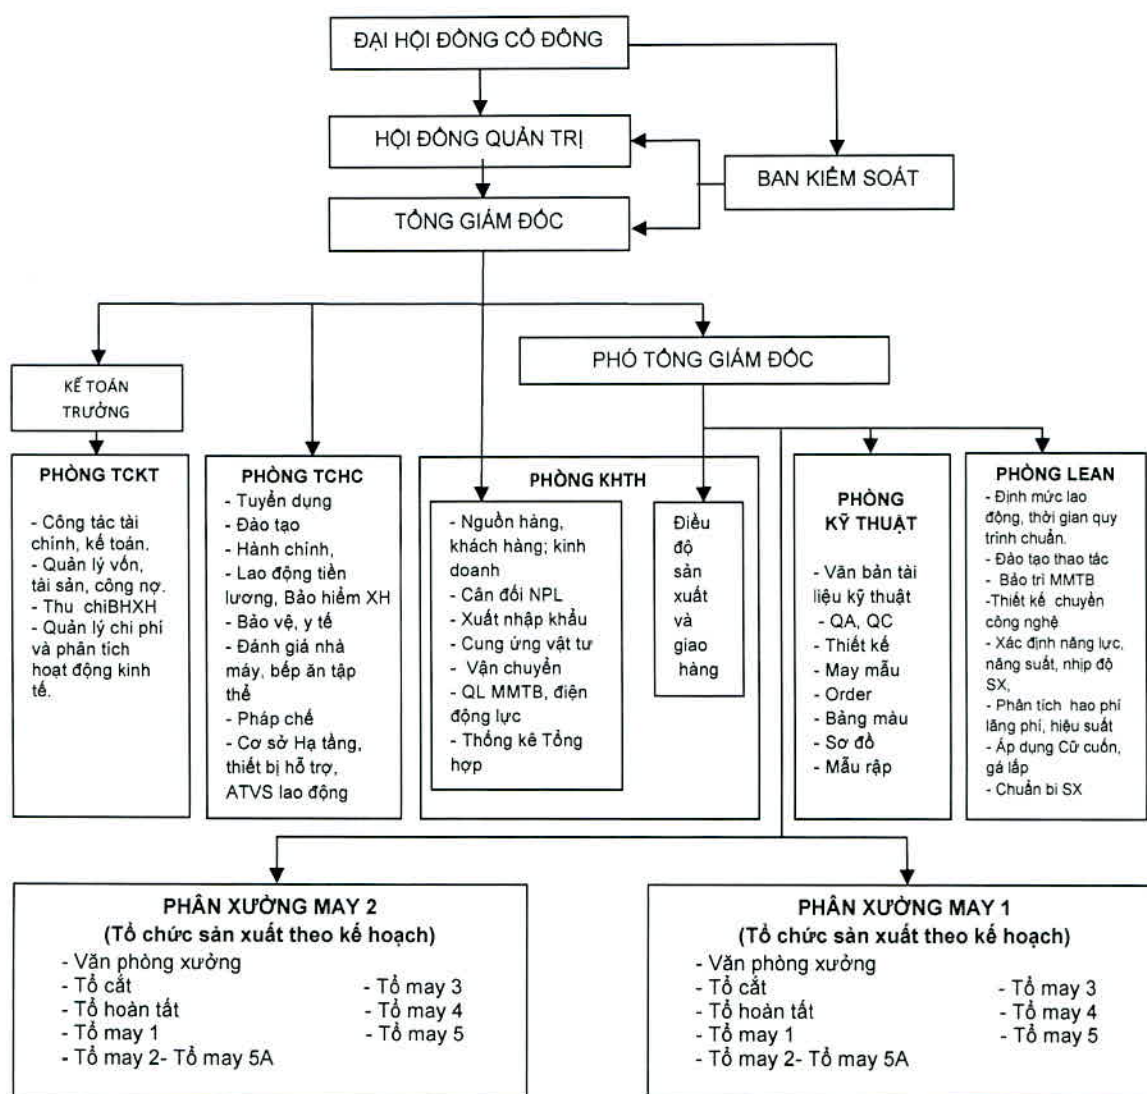 ĐẠI HỘI ĐỒNG CỔ ĐÔNG
HỘI ĐỒNG QUẢN TRỊ
BAN KIỂM SOÁT
TỔNG GIÁM ĐỐC
PHÓ TỔNG GIÁM ĐỐC
KẾ TOÁN
TRƯỞNG
PHÒNG TCKT
- Công tác tài
chính, kế toán.
- Quản lý vốn,
tài sản, công nợ.
- Thu chiBHXH
- Quản lý chi phí
và phân tích
hoạt động kinh
tế.
PHÒNG TCHC
- Tuyển dụng
- Đào tạo
- Hành chính,
- Lao động tiền
lương, Bảo hiểm XH
- Bảo vệ, y tế
- Đánh giá nhà
máy, bếp ăn tập
thể
- Pháp chế
- Cơ sở Hạ tầng,
thiết bị hỗ trợ,
ATVS lao động
PHÒNG KHTH
- Nguồn hàng,
khách hàng; kinh
doanh
- Cân đối NPL
- Xuất nhập khẩu
- Cung ứng vật tư
- Vận chuyển
- QL MMTB, điện
động lực
- Thống kê Tổng
hợp
Điều
độ
sản
xuất
và
giao
hàng
PHÒNG
KỸ THUẬT
- Văn bản tài
liệu kỹ thuật
- QA, QC
- Thiết kế
- May mẫu
- Order
- Bảng màu
- Sơ đồ
- Mẫu rập
PHÒNG LEAN
- Định mức lao
động, thời gian quy
trình chuẩn.
- Đào tạo thao tác
- Bảo trì MMTB
-Thiết kế chuyền
công nghệ
- Xác định năng lực,
năng suất, nhịp độ
SX,
- Phân tích hao phí
lãng phí, hiệu suất
- Áp dụng Cữ cuốn,
gá lắp
- Chuẩn bi SX
PHÂN XƯỞNG MAY 2
(Tổ chức sản xuất theo kế hoạch)
- Văn phòng xưởng
- Tổ cắt - Tổ may 3
- Tổ hoàn tất - Tổ may 4
- Tổ may 1 - Tổ may 5
- Tổ may 2- Tổ may 5A
PHÂN XƯỞNG MAY 1
(Tổ chức sản xuất theo kế hoạch)
- Văn phòng xưởng
- Tổ cắt - Tổ may 3
- Tổ hoàn tất - Tổ may 4
- Tổ may 1 - Tổ may 5
- Tổ may 2- Tổ may 5A